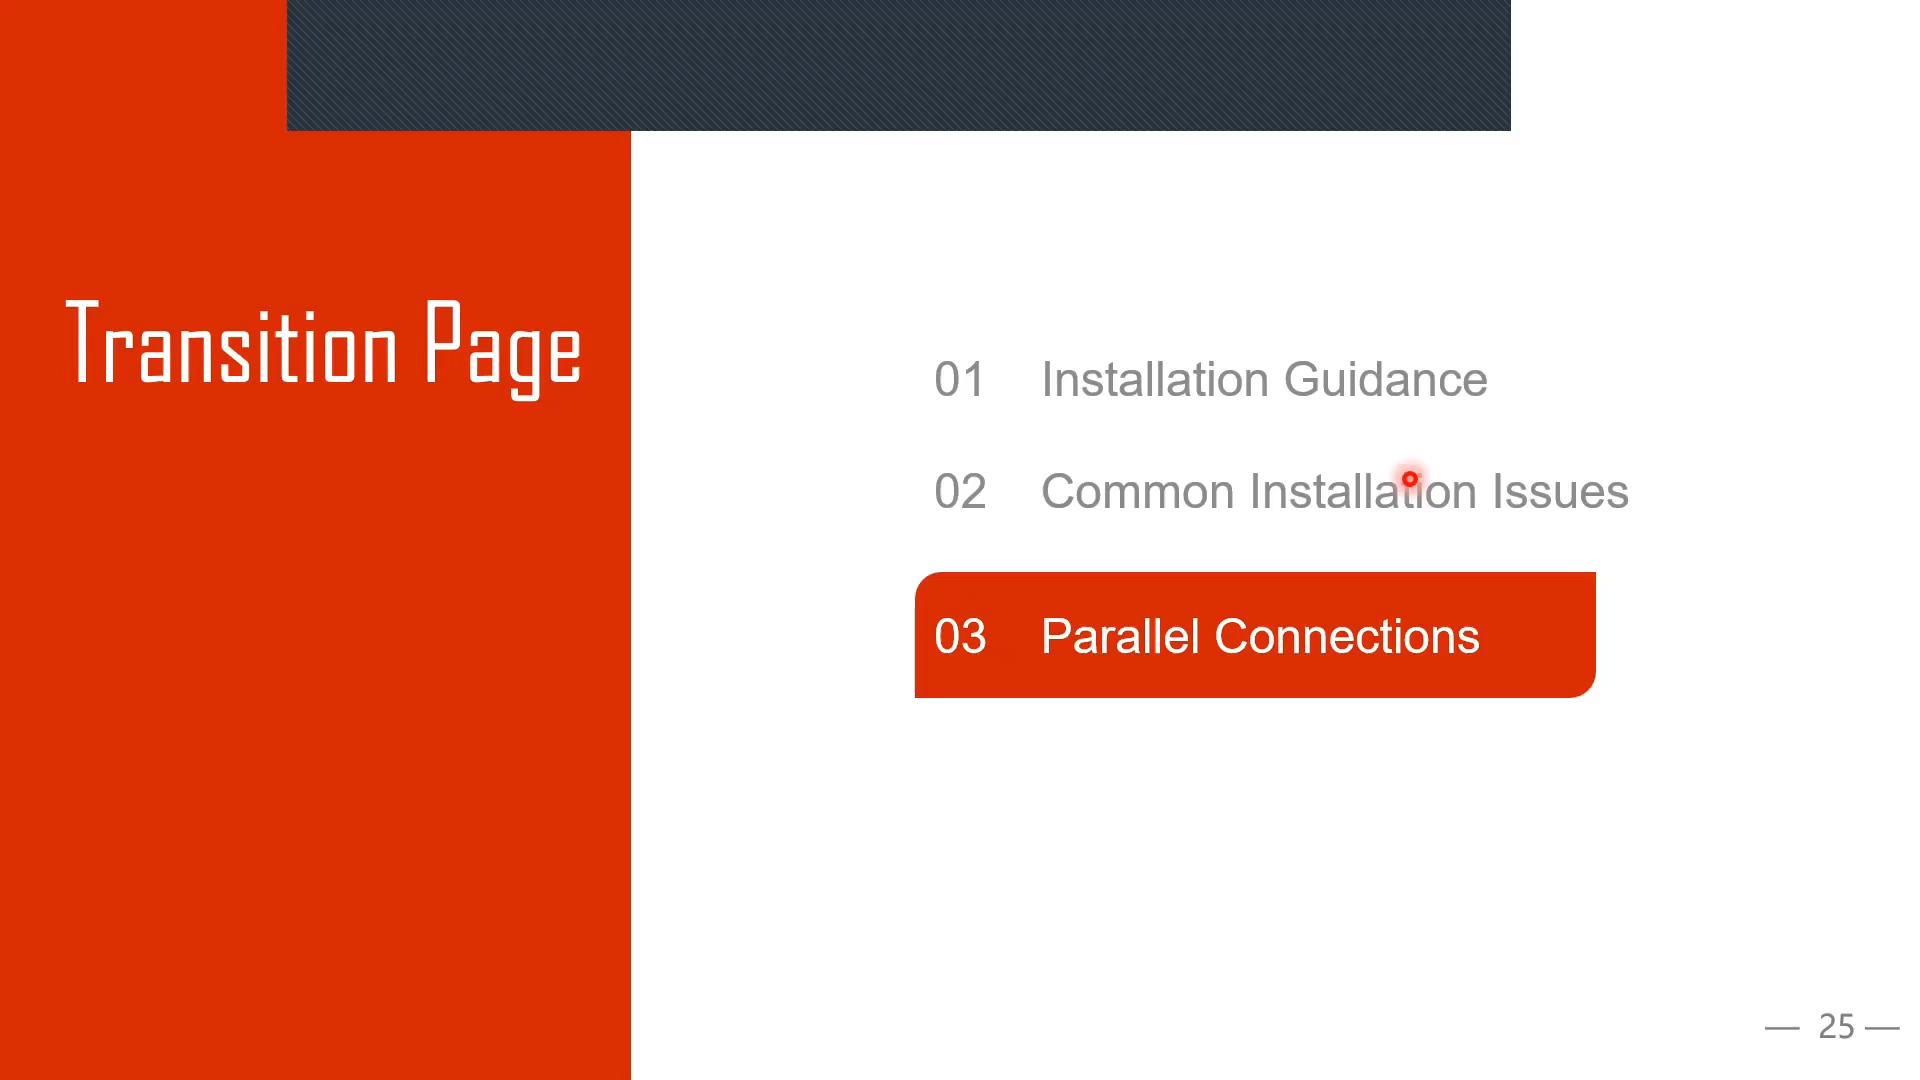 Transition Page
01 Installation Guidance
02 Common Installation Issues
03 Parallel Connections
— 25 —